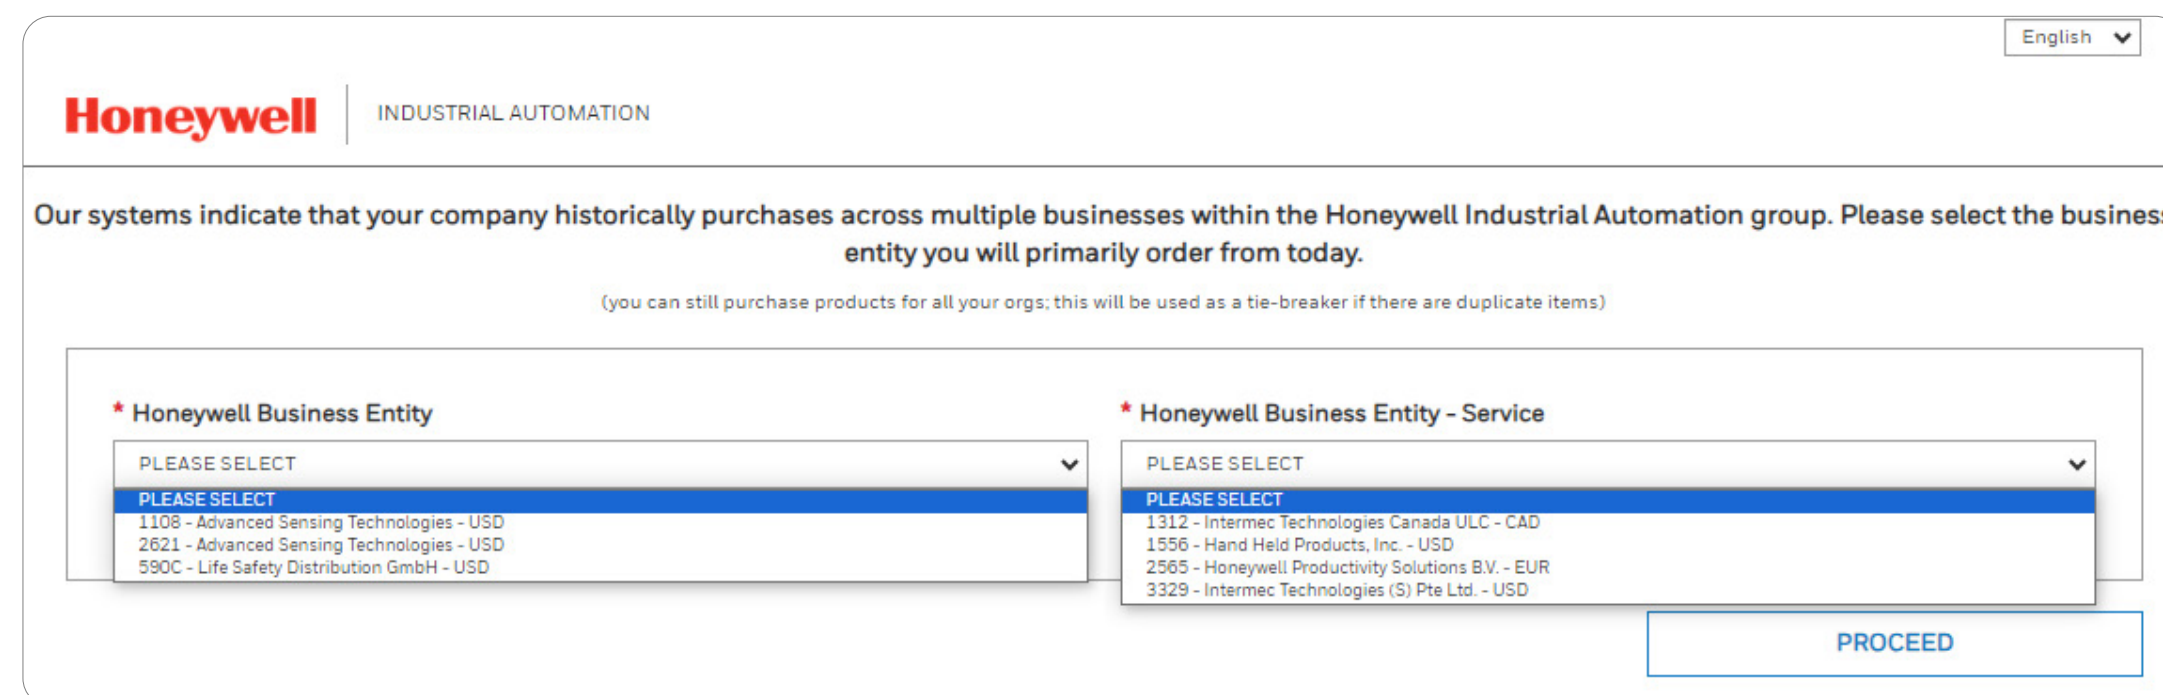 English
Honeywell
INDUSTRIAL AUTOMATION
Our systems indicate that your company historically purchases across multiple businesses within the Honeywell Industrial Automation group. Please select the business
entity you will primarily order from today.
(you can still purchase products for all your orgs; this will be used as a tie-breaker if there are duplicate items)
* Honeywell Business Entity
PLEASE SELECT
PLEASE SELECT
1108 - Advanced Sensing Technologies - USD
2621 - Advanced Sensing Technologies - USD
590C - Life Safety Distribution GmbH - USD
* Honeywell Business Entity - Service
PLEASE SELECT
PLEASE SELECT
1312 - Intermec Technologies Canada ULC - CAD
1556 - Hand Held Products, Inc. - USD
2565 - Honeywell Productivity Solutions B.V. - EUR
3329 - Intermec Technologies (S) Pte Ltd. - USD
PROCEED